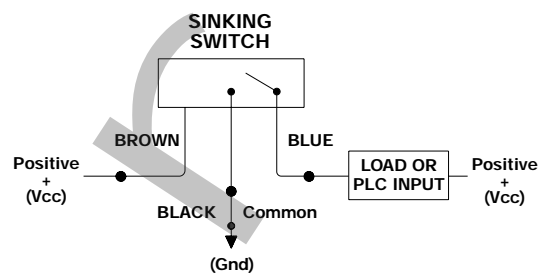 SINKING
SWITCH
BROWN
BLUE
Positive
+
(Vcc)
LOAD OR
PLC INPUT
Positive
+
(Vcc)
BLACK
Common
(Gnd)